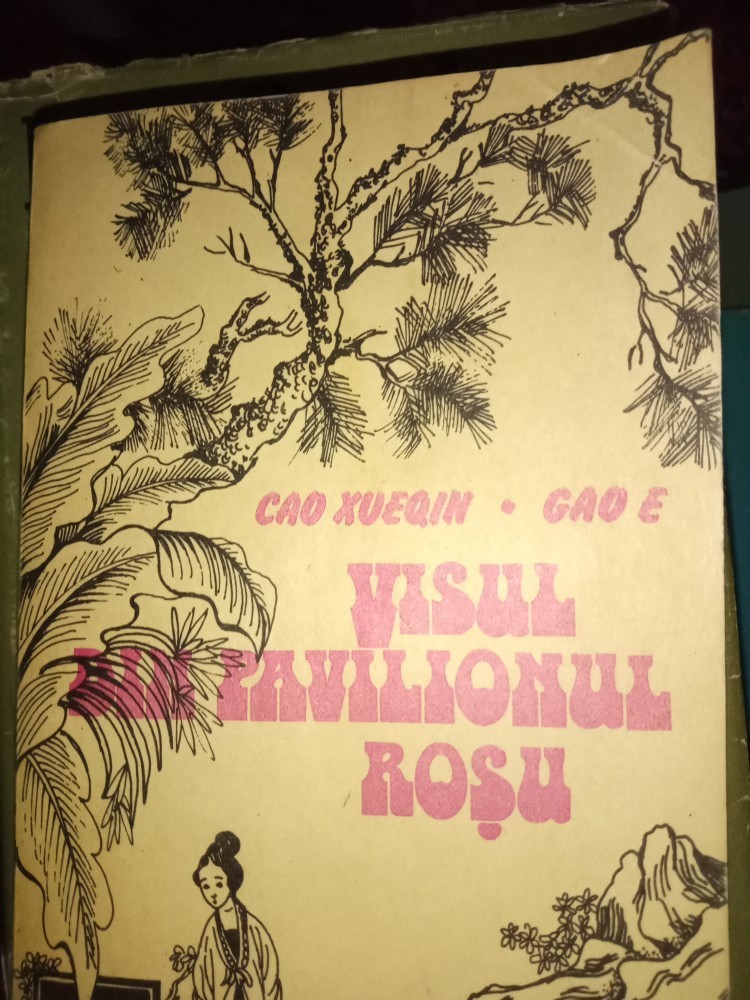 CAO XUEQIN • GAO E
VISUL
DIN PAVILIONUL
ROȘU